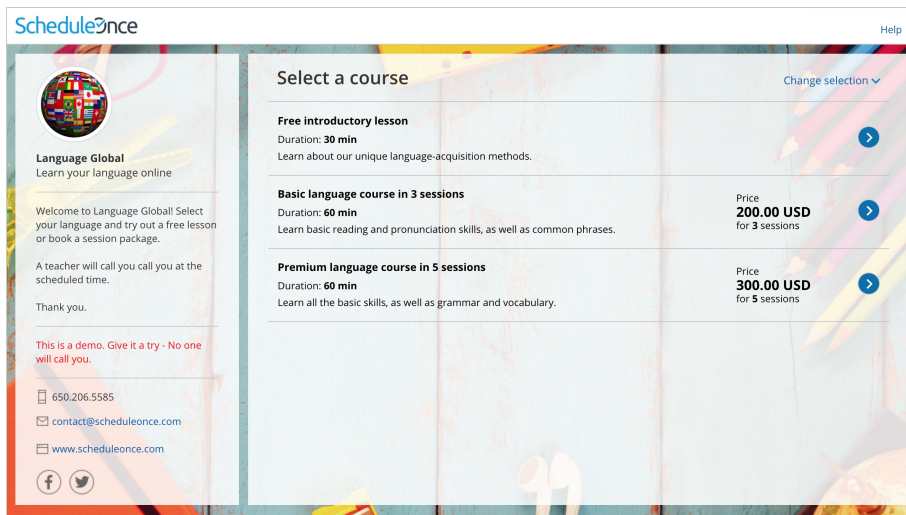 ScheduleOnce
Help
Language Global
Learn your language online
Welcome to Language Global! Select
your language and try out a free lesson
or book a session package.
A teacher will call you call you at the
scheduled time.
Thank you.
This is a demo. Give it a try - No one
will call you.
650.206.5585
contact@scheduleonce.com
www.scheduleonce.com
Select a course
Change selection
Free introductory lesson
Duration: 30 min
Learn about our unique language-acquisition methods.
Basic language course in 3 sessions
Duration: 60 min
Learn basic reading and pronunciation skills, as well as common phrases.
Price
200.00 USD
for 3 sessions
Premium language course in 5 sessions
Duration: 60 min
Learn all the basic skills, as well as grammar and vocabulary.
Price
300.00 USD
for 5 sessions